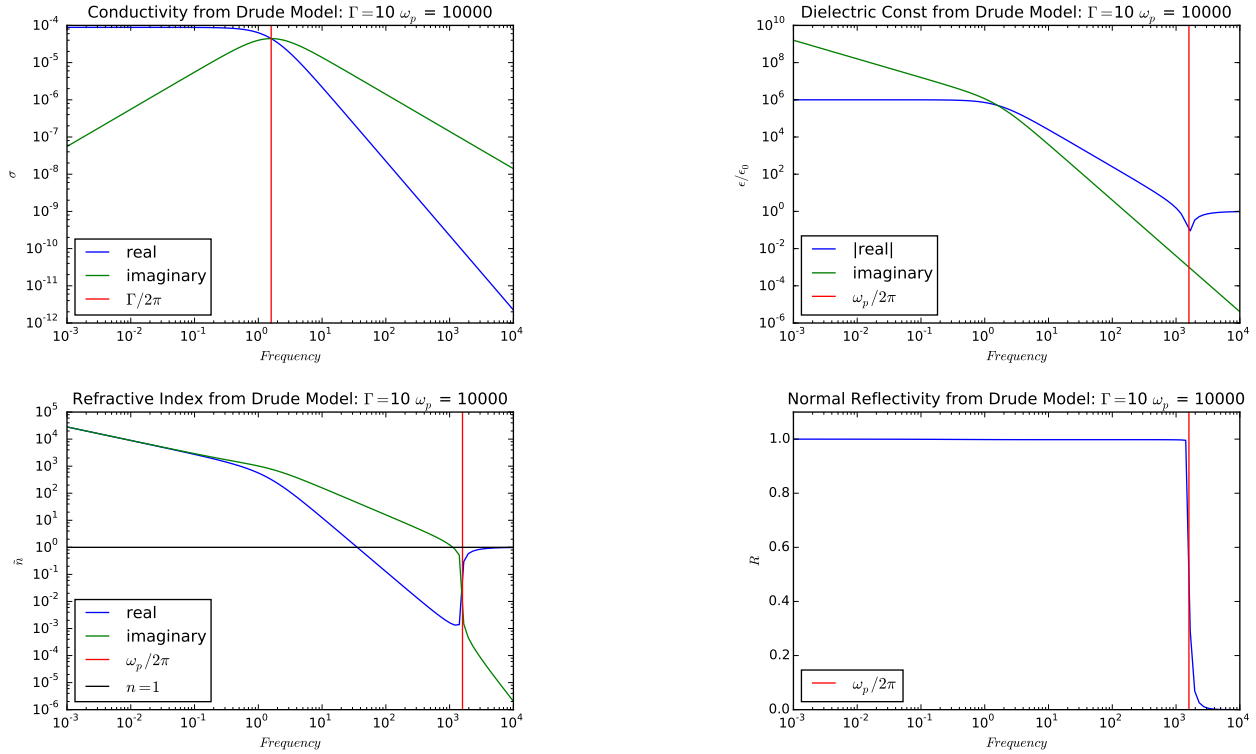 Conductivity from Drude Model: Γ=10 ω_p = 10000
σ
10^-4
10^-5
10^-6
10^-7
10^-8
10^-9
10^-10
10^-11
10^-12
real
imaginary
Γ/2π
10^-3 10^-2 10^-1 10^0 10^1 10^2 10^3 10^4
Frequency
Dielectric Const from Drude Model: Γ=10 ω_p = 10000
ϵ/ϵ_0
10^10
10^8
10^6
10^4
10^2
10^0
10^-2
10^-4
10^-6
|real|
imaginary
ω_p/2π
10^-3 10^-2 10^-1 10^0 10^1 10^2 10^3 10^4
Frequency
Refractive Index from Drude Model: Γ=10 ω_p = 10000
ñ
10^5
10^4
10^3
10^2
10^1
10^0
10^-1
10^-2
10^-3
10^-4
10^-5
10^-6
real
imaginary
ω_p/2π
n=1
10^-3 10^-2 10^-1 10^0 10^1 10^2 10^3 10^4
Frequency
Normal Reflectivity from Drude Model: Γ=10 ω_p = 10000
R
1.0
0.8
0.6
0.4
0.2
0.0
ω_p/2π
10^-3 10^-2 10^-1 10^0 10^1 10^2 10^3 10^4
Frequency